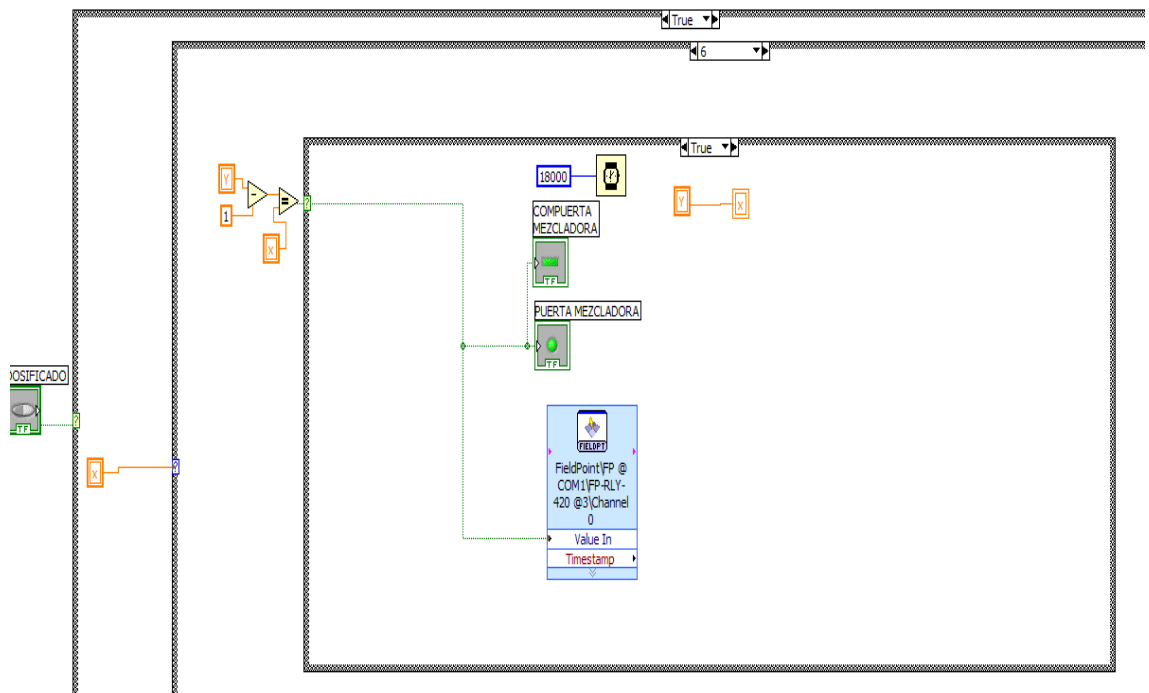 True
6
True
18000
Y
1
X
Y
X
COMPUERTA
MEZCLADORA
TF
PUERTA MEZCLADORA
TF
DOSIFICADO
TF
X
FIELDPT
FieldPoint\FP @
COM1\FP-RLY-
420 @3\Channel
0
Value In
Timestamp